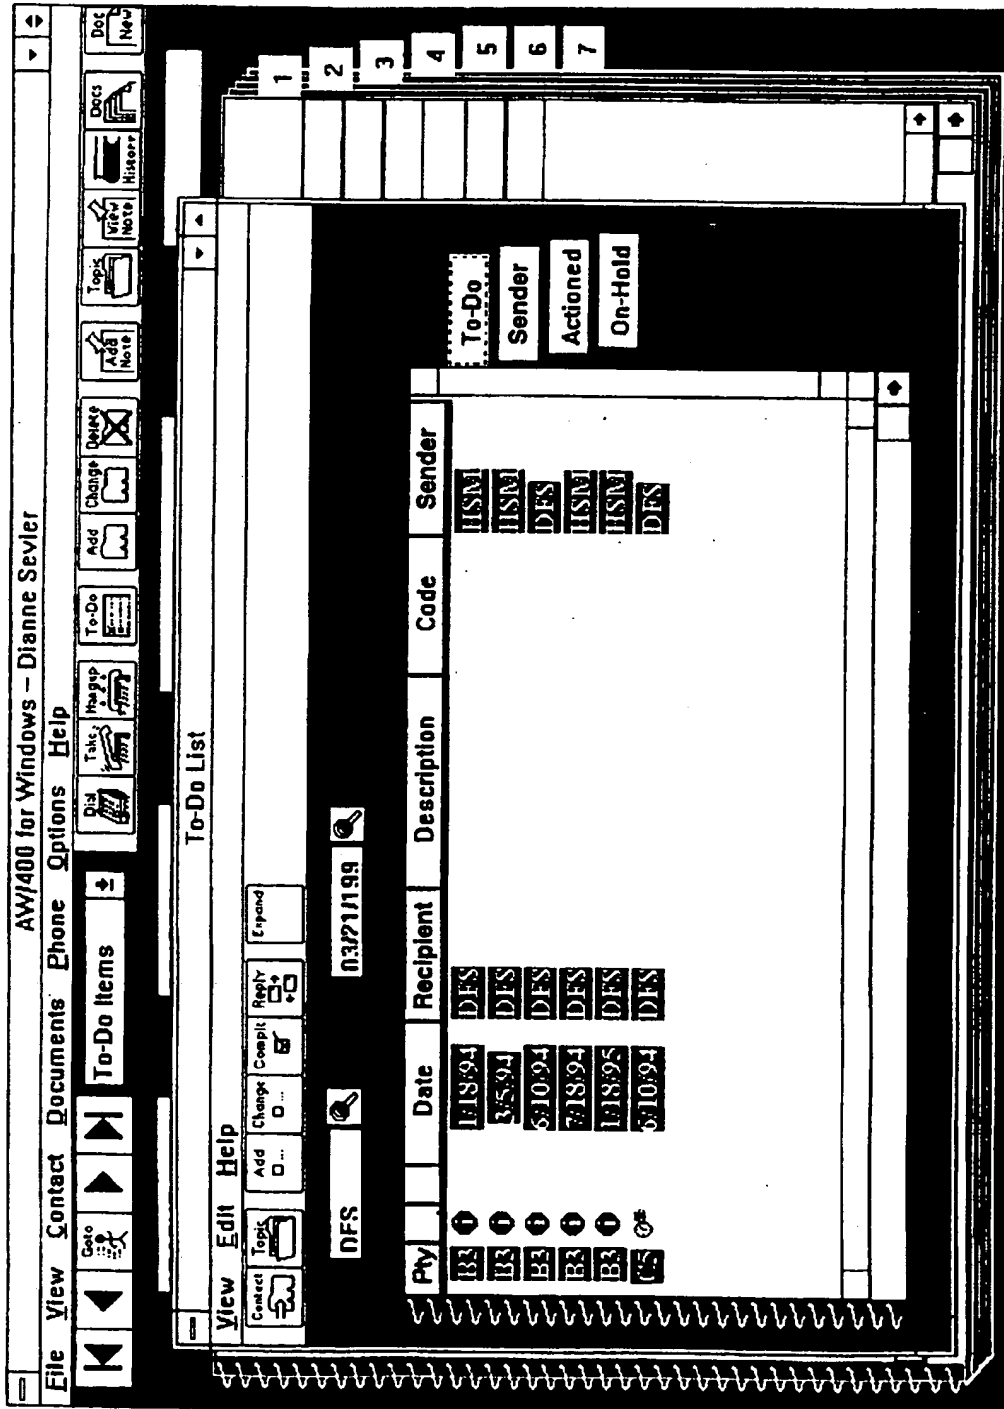 AW/400 for Windows – Dianne Sevler
File View Contact Documents Phone Options Help
Goto To-Do Items Dial Take Hangup To-Do Add Change Delete Add Note Topic View Note History Docs Doc New
To-Do List
View Edit Help
Contact Topic Add Change Complt Reply Expand
DFS 03/21/199
Pty Date Recipient Description Code Sender
B3 1/18/94 DFS HSM
B3 3/5/94 DFS HSM
B3 6/10/94 DFS DFS
B3 7/18/94 DFS HSM
B3 1/18/95 DFS HSM
6/10/94 DFS DFS
To-Do
Sender
Actioned
On-Hold
1
2
3
4
5
6
7